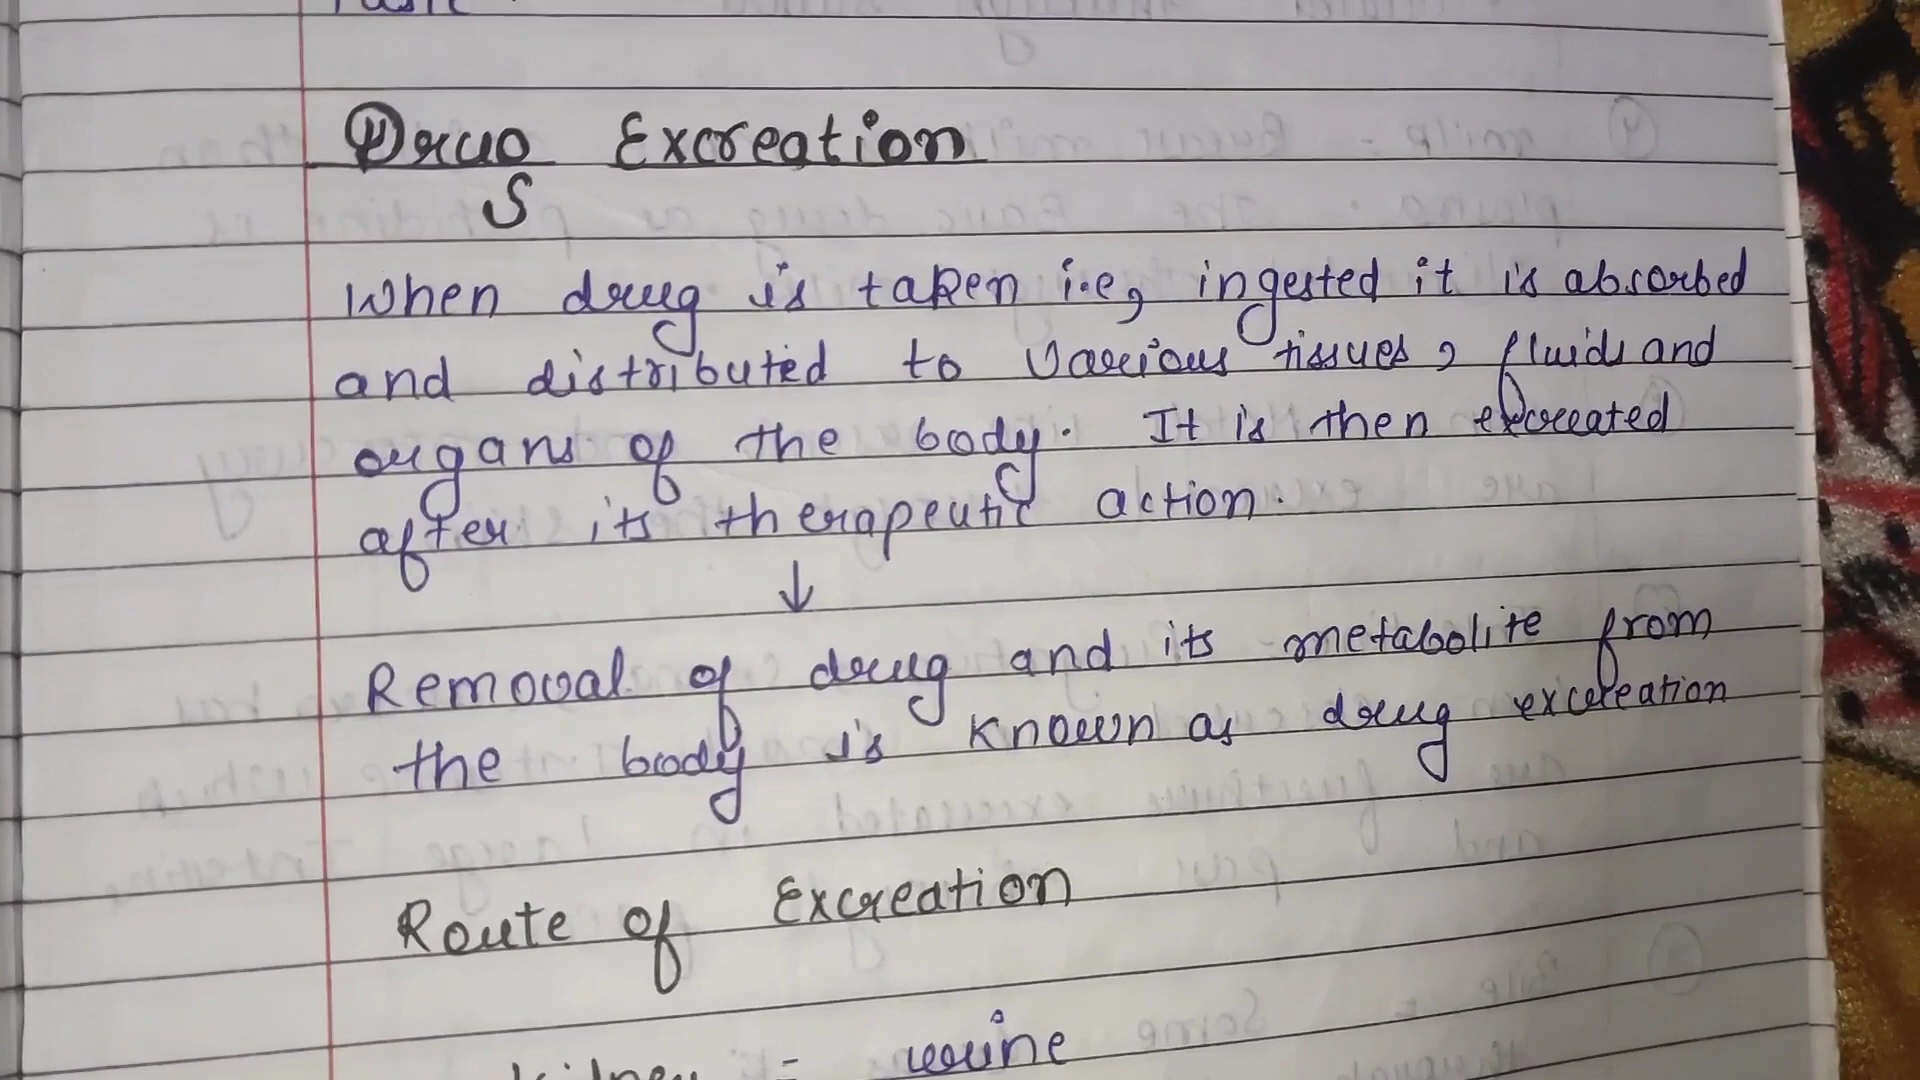 Drug Excreation
When drug is taken i.e, ingested it is absorbed
and distributed to various tissues, fluids and
organs of the body. It is then excreated
after its therapeutic action.
↓
Removal of drug and its metabolite from
the body is known as drug excreation
Route of Excreation
kidney = urine